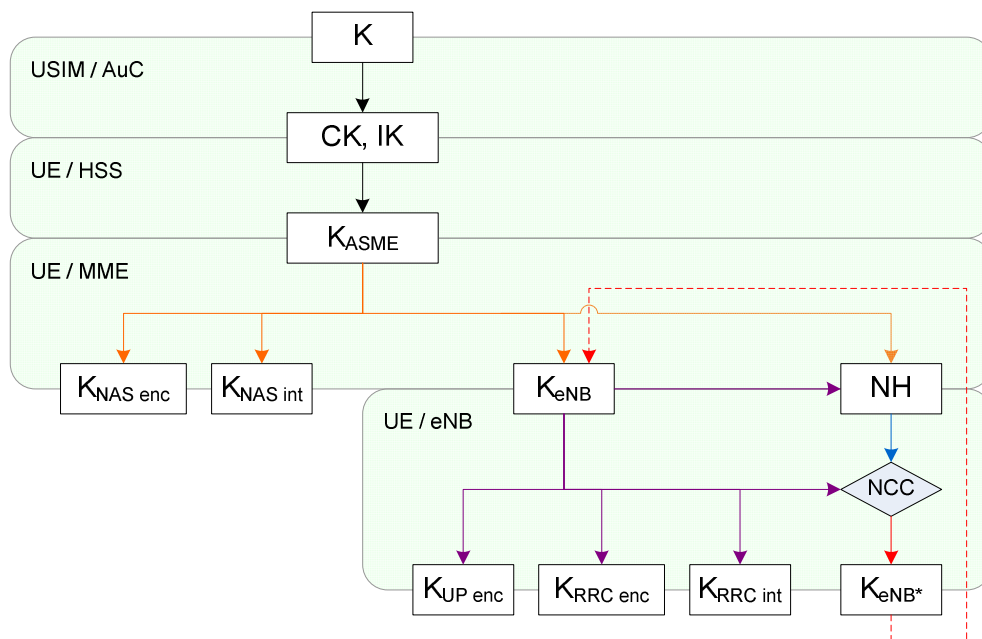 K
USIM / AuC
CK, IK
UE / HSS
KASME
UE / MME
KNAS enc
KNAS int
KeNB
NH
UE / eNB
NCC
KUP enc
KRRC enc
KRRC int
KeNB*